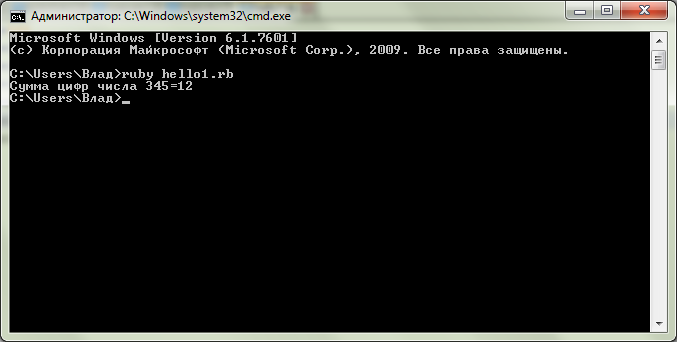 Администратор: C:\Windows\system32\cmd.exe
Microsoft Windows [Version 6.1.7601]
(c) Корпорация Майкрософт (Microsoft Corp.), 2009. Все права защищены.
C:\Users\Влад>ruby hello1.rb
Сумма цифр числа 345=12
C:\Users\Влад>